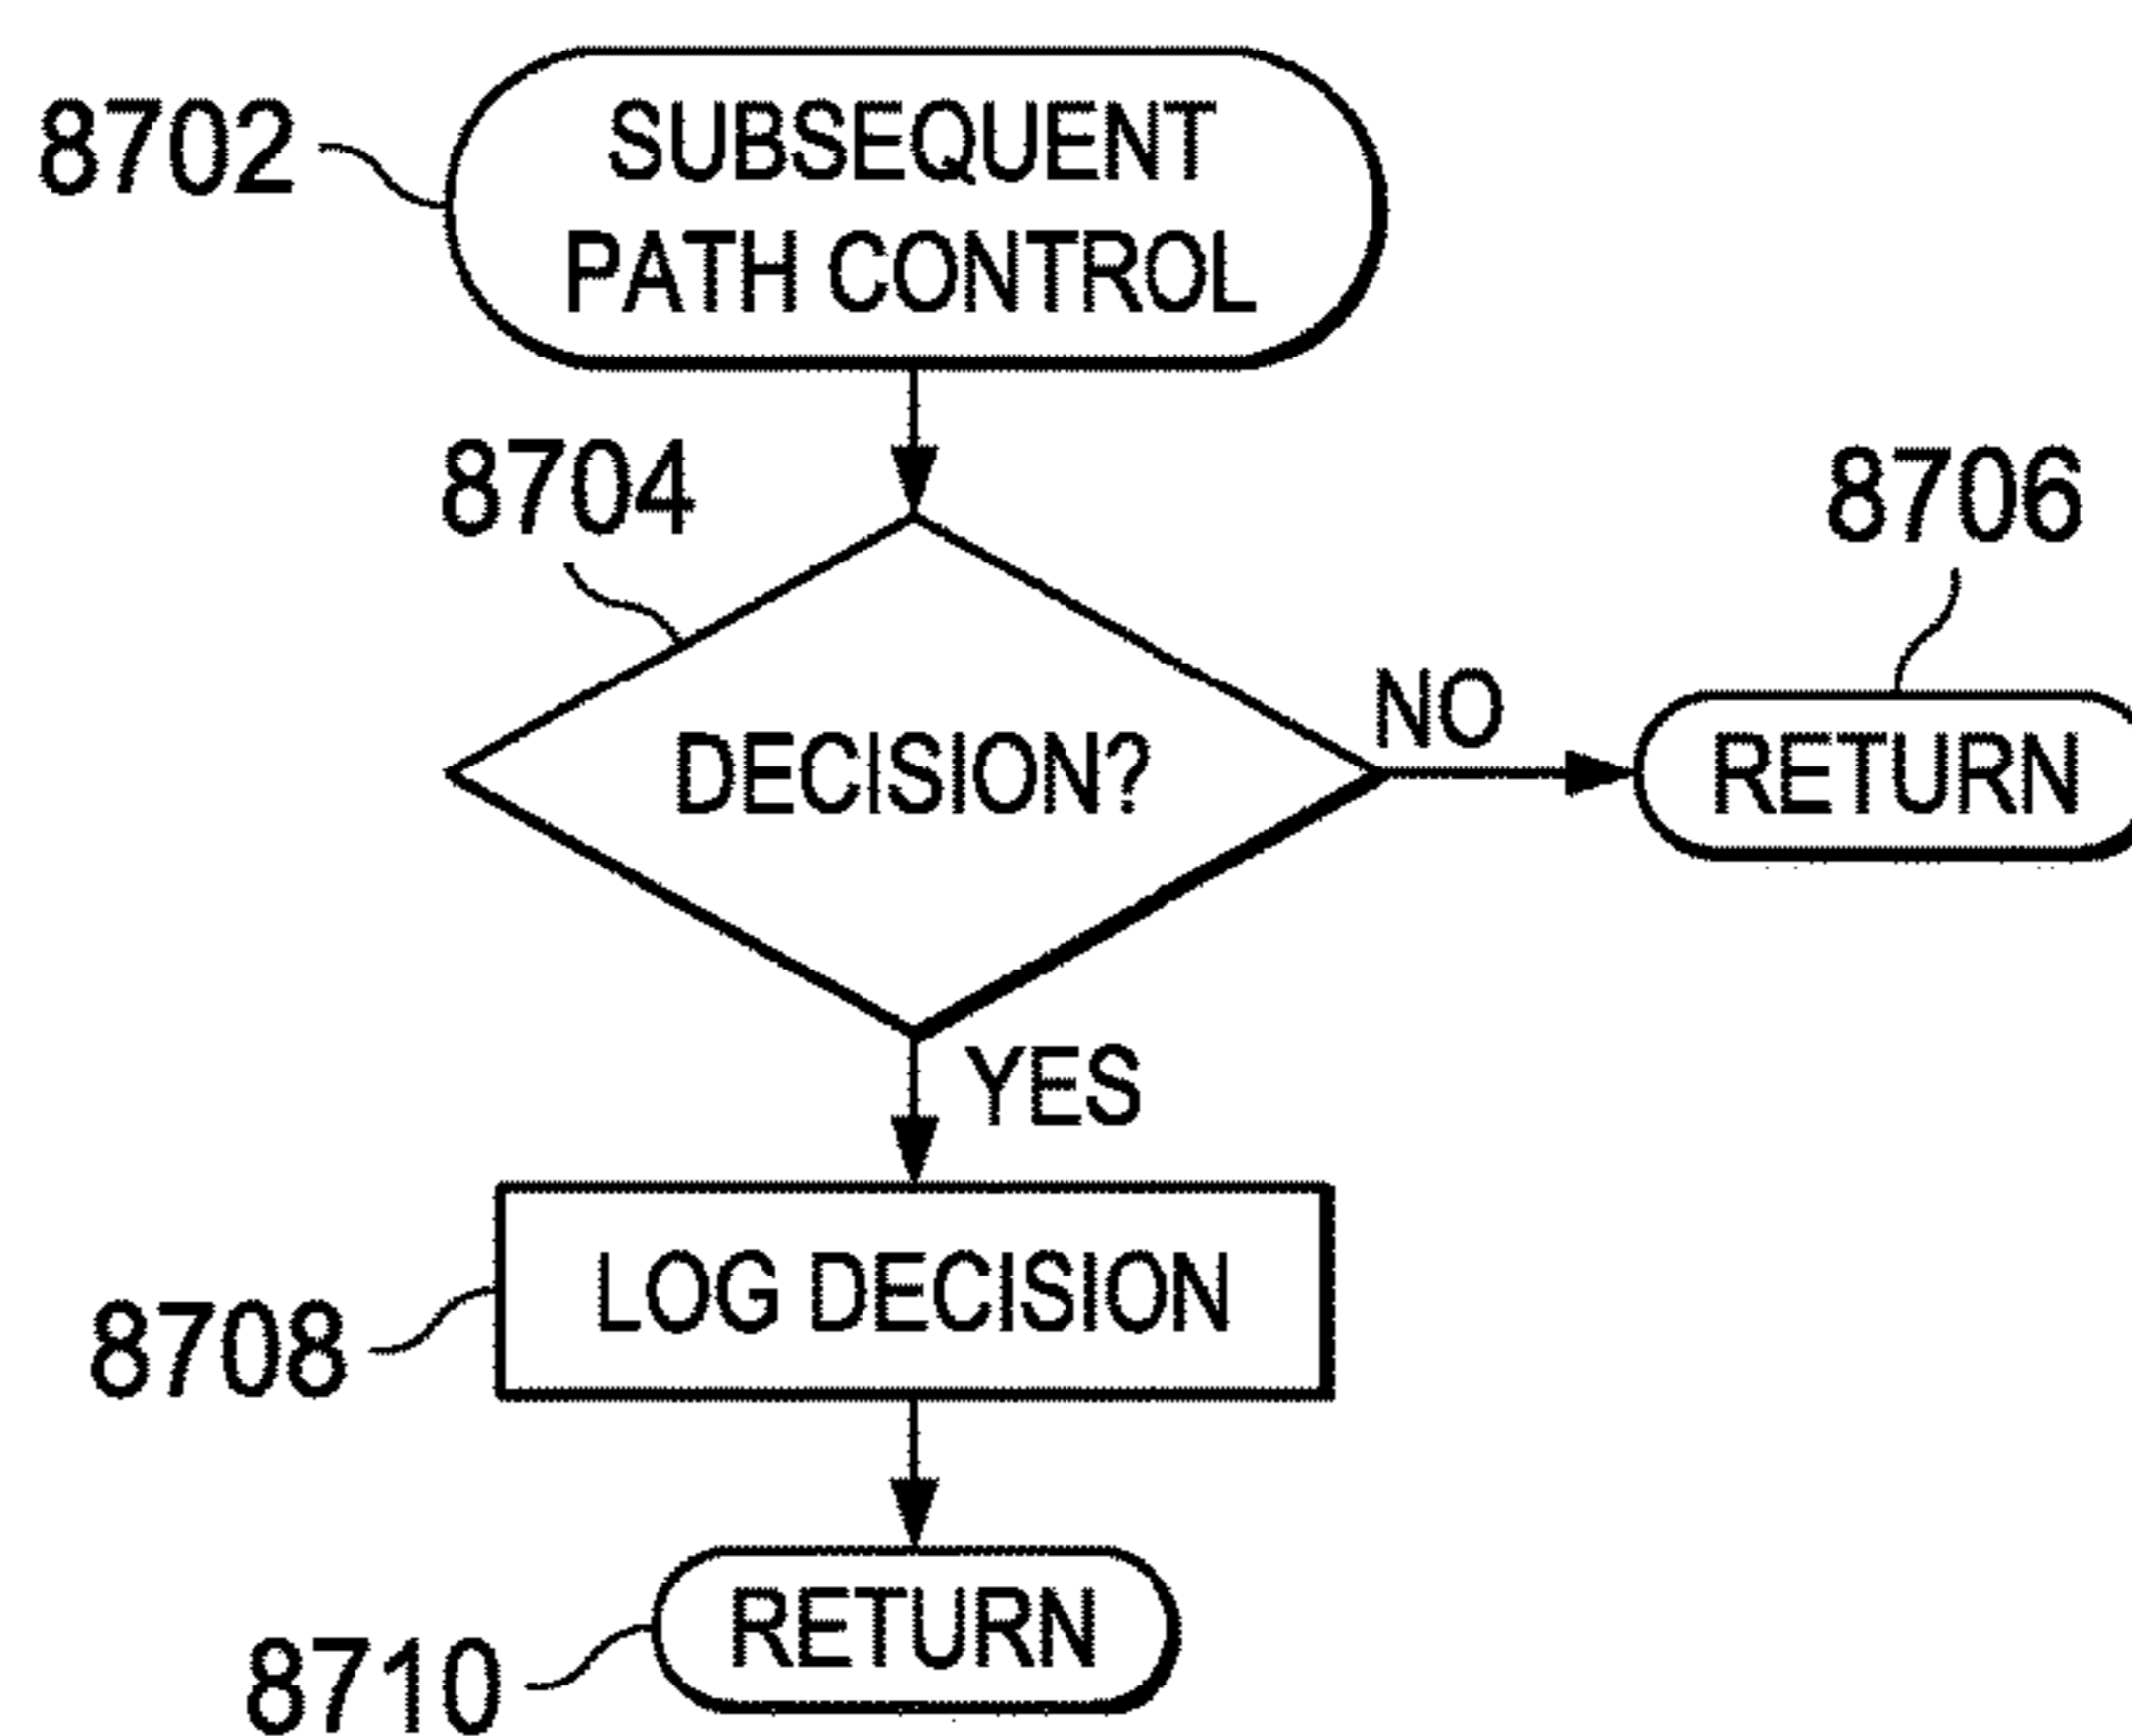 8702
SUBSEQUENT
PATH CONTROL
8704
8706
DECISION?
NO
RETURN
YES
8708
LOG DECISION
8710
RETURN